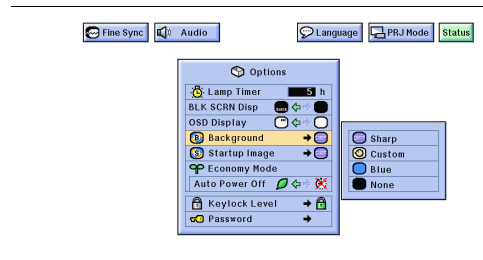 Fine Sync Audio Language PRJ Mode Status
Options
Lamp Timer 5 h
BLK SCRN Disp
OSD Display
Background
Startup Image
Economy Mode
Auto Power Off
Keylock Level
Password
Sharp
Custom
Blue
None